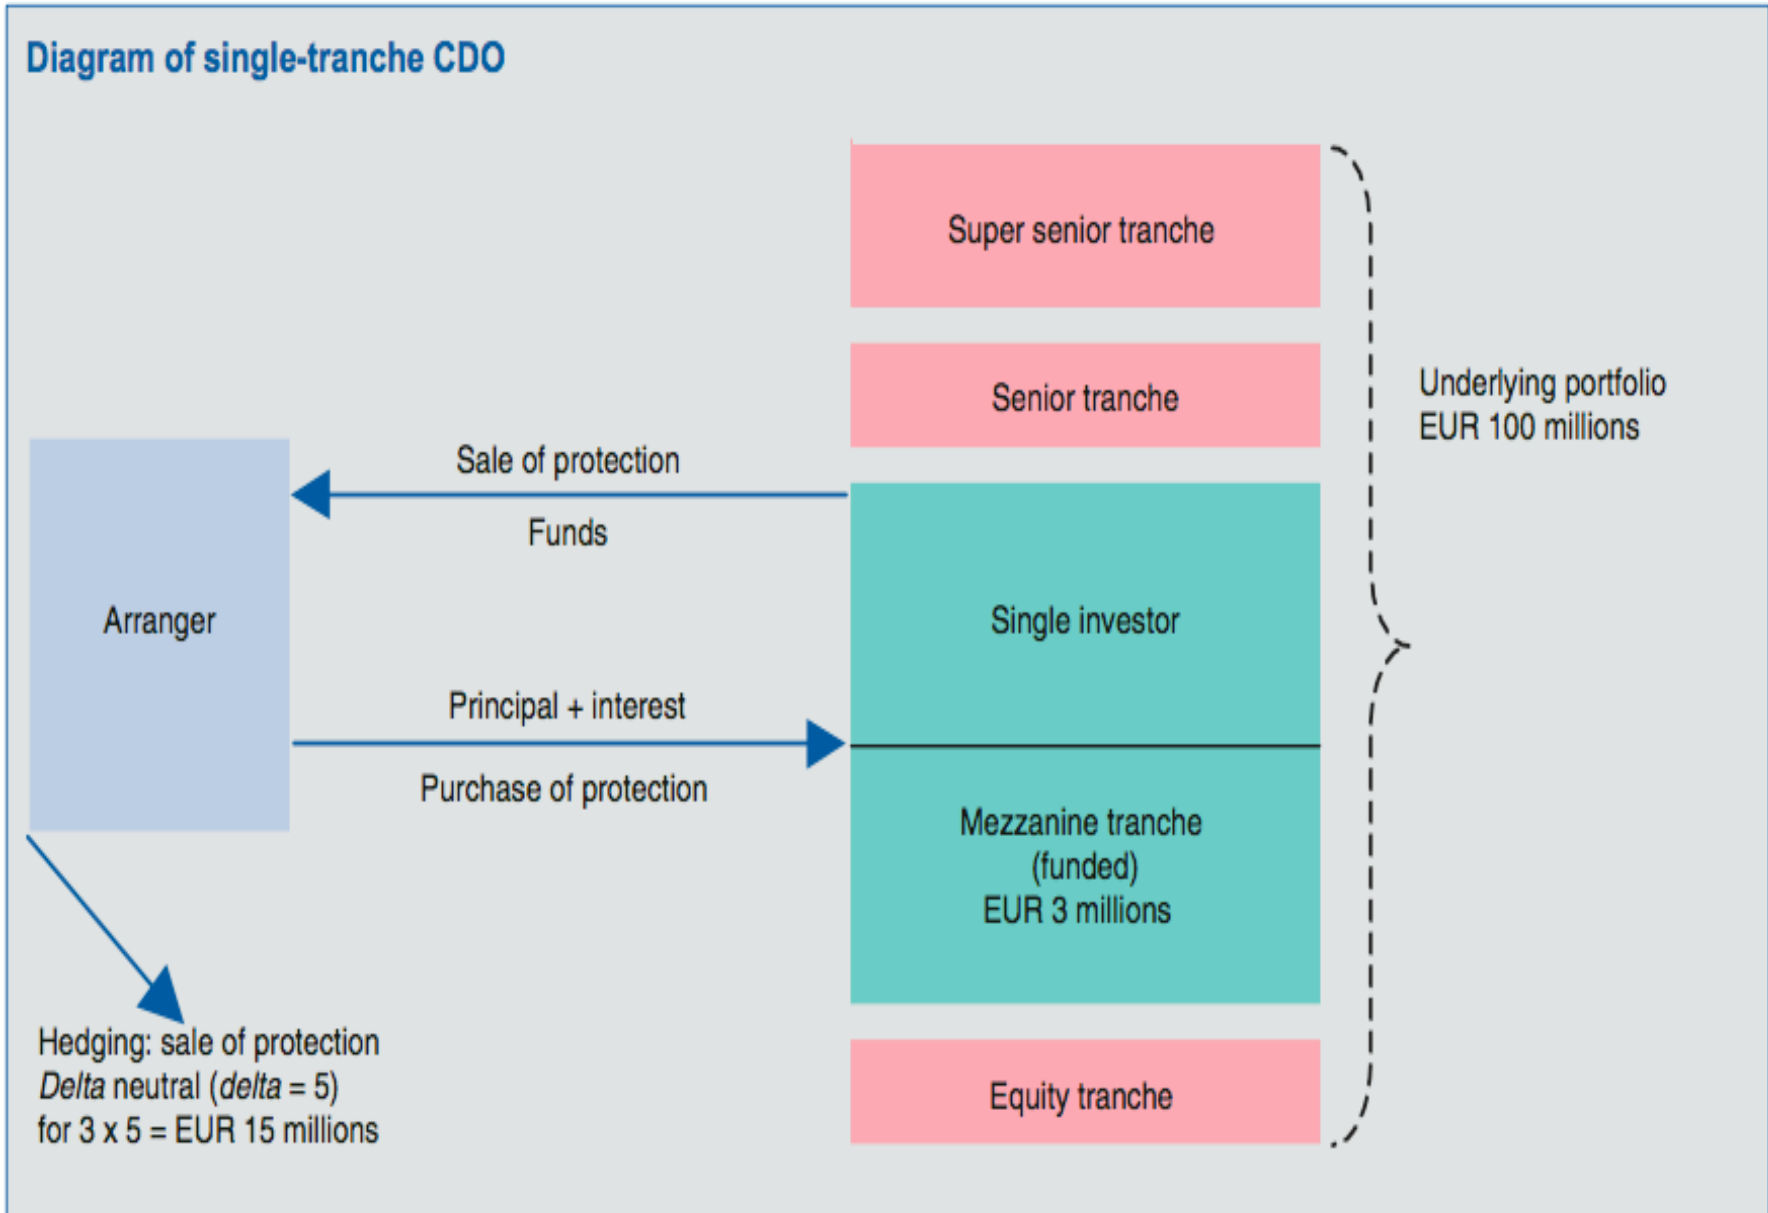 Diagram of single-tranche CDO
Super senior tranche
Senior tranche
Underlying portfolio
EUR 100 millions
Sale of protection
Funds
Arranger
Single investor
Principal + interest
Purchase of protection
Mezzanine tranche
(funded)
EUR 3 millions
Hedging: sale of protection
Delta neutral (delta = 5)
for 3 x 5 = EUR 15 millions
Equity tranche